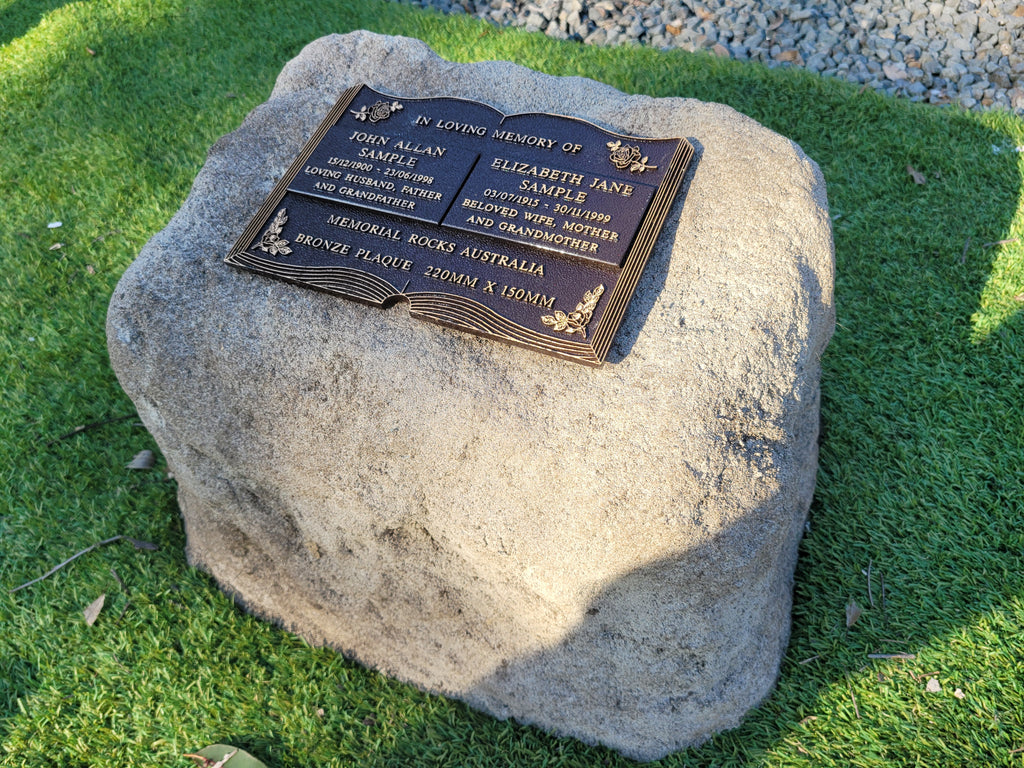 IN LOVING MEMORY OF
JOHN ALLAN
SAMPLE
15/12/1900 - 23/06/1998
LOVING HUSBAND, FATHER
AND GRANDFATHER
ELIZABETH JANE
SAMPLE
03/07/1915 - 30/11/1999
BELOVED WIFE, MOTHER
AND GRANDMOTHER
MEMORIAL ROCKS AUSTRALIA
BRONZE PLAQUE 220MM X 150MM